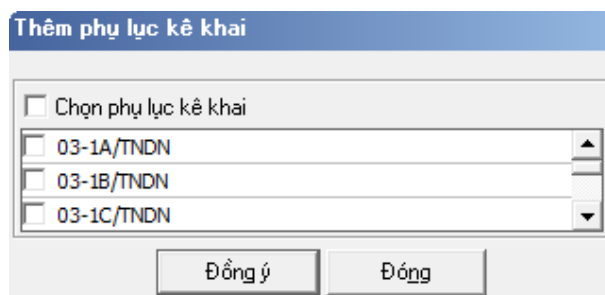 Thêm phụ lục kê khai
Chọn phụ lục kê khai
03-1A/TNDN
03-1B/TNDN
03-1C/TNDN
Đồng ý
Đóng